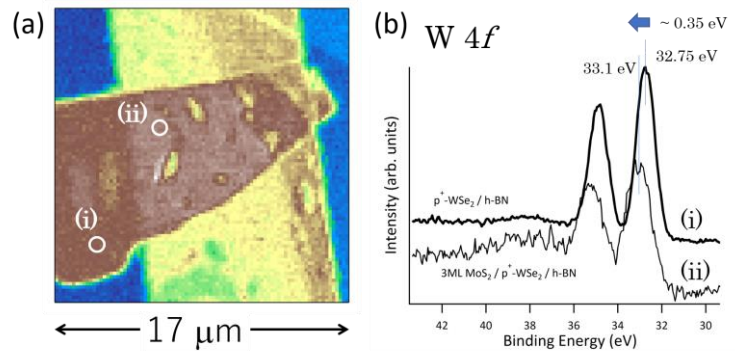 (a)
(ii)
(i)
17 μm
(b)
W 4f
~ 0.35 eV
32.75 eV
33.1 eV
Intensity (arb. units)
p⁺-WSe₂ / h-BN
(i)
3ML MoS₂ / p⁺-WSe₂ / h-BN
(ii)
42 40 38 36 34 32 30
Binding Energy (eV)